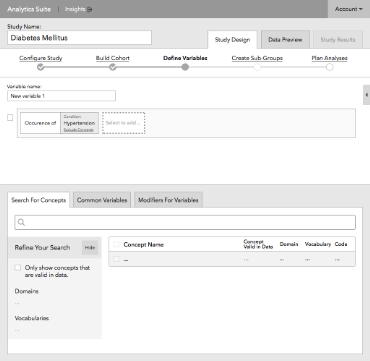 Analytics Suite | Insights
Account
Study Name:
Diabetes Mellitus
Study Design
Data Preview
Study Results
Configure Study
Build Cohort
Define Variables
Create Sub-Groups
Plan Analyses
Variable name:
New variable 1
Occurence of
Condition:
Hypertension
Exclude Concepts
Select to add...
Search For Concepts
Common Variables
Modifiers For Variables
Refine Your Search
Hide
Only show concepts that
are valid in data.
Domains
...
Vocabularies
...
Concept Name
Concept
Valid in Data
Domain
Vocabulary
Code
...
...
...
...
...